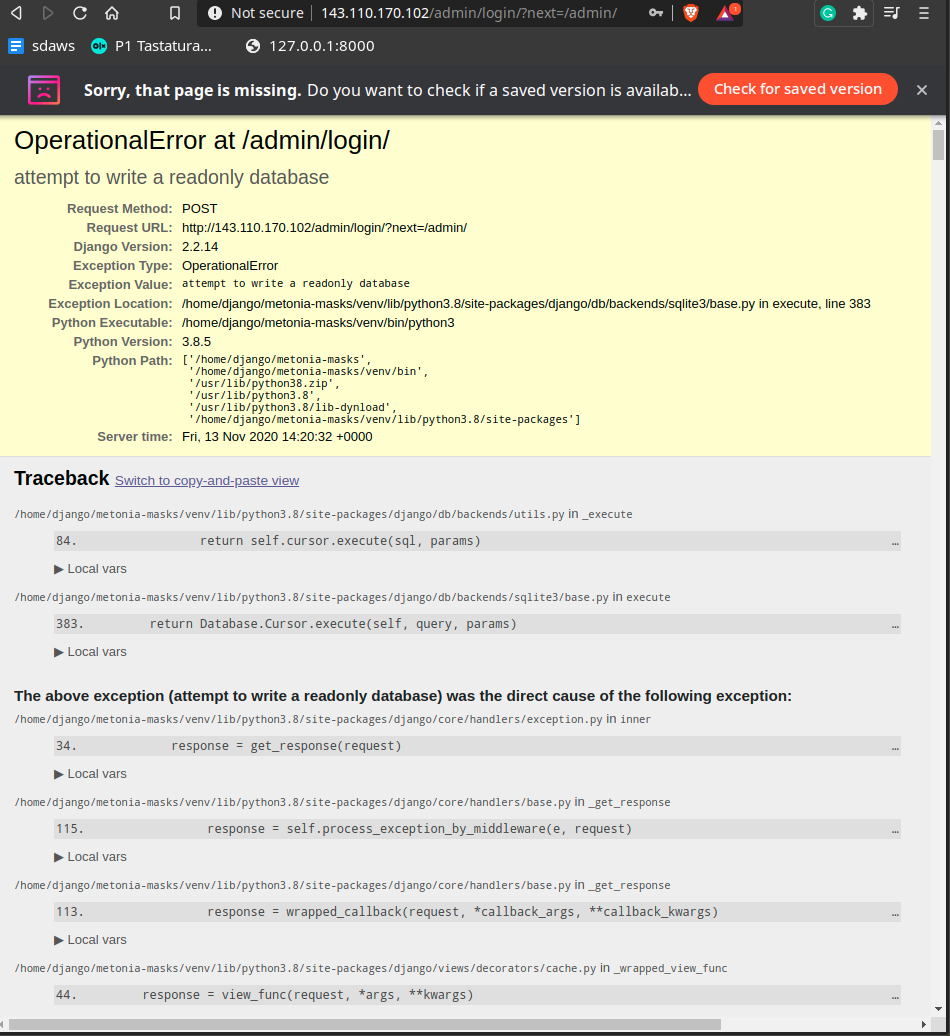 Not secure 143.110.170.102/admin/login/?next=/admin/
sdaws P1 Tastatura... 127.0.0.1:8000
Sorry, that page is missing. Do you want to check if a saved version is availab... Check for saved version
OperationalError at /admin/login/
attempt to write a readonly database
Request Method: POST
Request URL: http://143.110.170.102/admin/login/?next=/admin/
Django Version: 2.2.14
Exception Type: OperationalError
Exception Value: attempt to write a readonly database
Exception Location: /home/django/metonia-masks/venv/lib/python3.8/site-packages/django/db/backends/sqlite3/base.py in execute, line 383
Python Executable: /home/django/metonia-masks/venv/bin/python3
Python Version: 3.8.5
Python Path: ['/home/django/metonia-masks',
'/home/django/metonia-masks/venv/bin',
'/usr/lib/python38.zip',
'/usr/lib/python3.8',
'/usr/lib/python3.8/lib-dynload',
'/home/django/metonia-masks/venv/lib/python3.8/site-packages']
Server time: Fri, 13 Nov 2020 14:20:32 +0000
Traceback Switch to copy-and-paste view
/home/django/metonia-masks/venv/lib/python3.8/site-packages/django/db/backends/utils.py in _execute
84. return self.cursor.execute(sql, params) …
▶ Local vars
/home/django/metonia-masks/venv/lib/python3.8/site-packages/django/db/backends/sqlite3/base.py in execute
383. return Database.Cursor.execute(self, query, params) …
▶ Local vars
The above exception (attempt to write a readonly database) was the direct cause of the following exception:
/home/django/metonia-masks/venv/lib/python3.8/site-packages/django/core/handlers/exception.py in inner
34. response = get_response(request) …
▶ Local vars
/home/django/metonia-masks/venv/lib/python3.8/site-packages/django/core/handlers/base.py in _get_response
115. response = self.process_exception_by_middleware(e, request) …
▶ Local vars
/home/django/metonia-masks/venv/lib/python3.8/site-packages/django/core/handlers/base.py in _get_response
113. response = wrapped_callback(request, *callback_args, **callback_kwargs) …
▶ Local vars
/home/django/metonia-masks/venv/lib/python3.8/site-packages/django/views/decorators/cache.py in _wrapped_view_func
44. response = view_func(request, *args, **kwargs) …